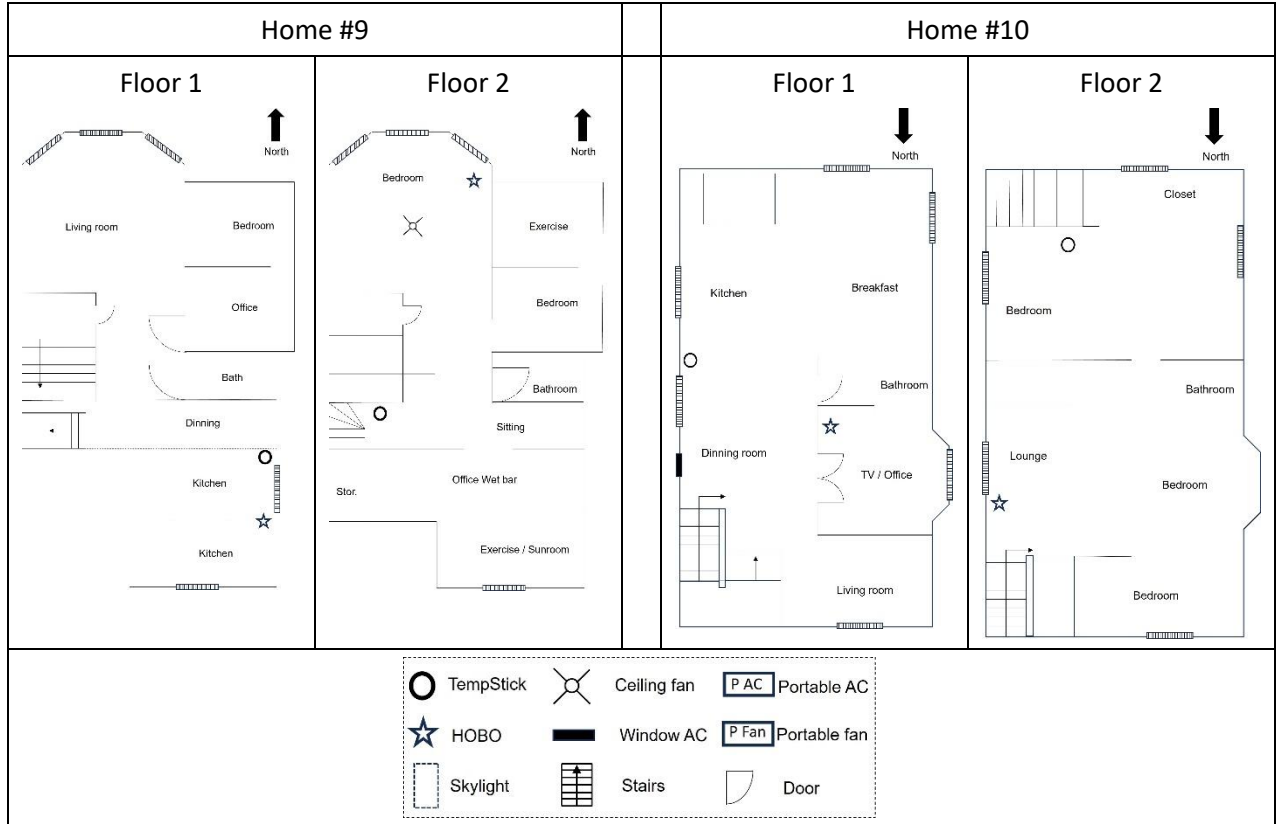 Home #9
Home #10
Floor 1
Floor 2
Floor 1
Floor 2
North
North
North
North
Living room
Bedroom
Office
Bath
Dinning
Kitchen
Kitchen
Bedroom
Exercise
Bedroom
Bathroom
Sitting
Office Wet bar
Stor.
Exercise / Sunroom
Kitchen
Breakfast
Bathroom
Dinning room
TV / Office
Living room
Closet
Bedroom
Bathroom
Lounge
Bedroom
Bedroom
TempStick
Ceiling fan
P AC Portable AC
HOBO
Window AC
P Fan Portable fan
Skylight
Stairs
Door